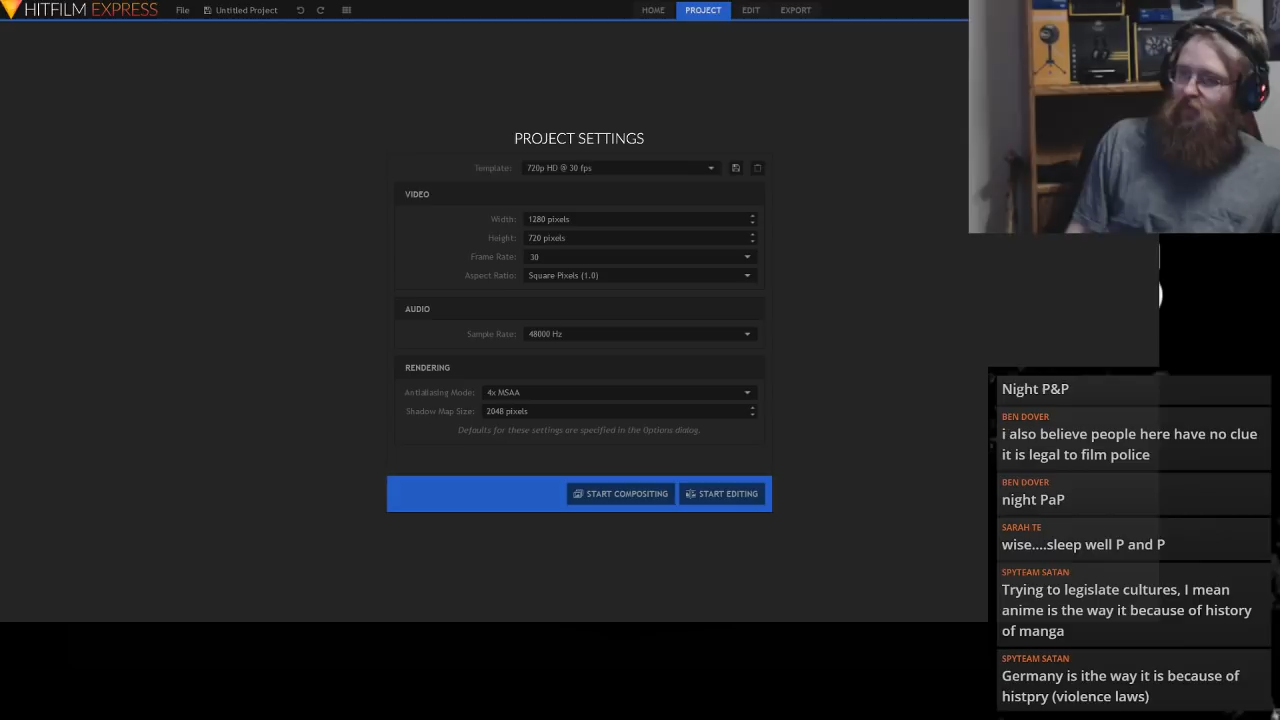 HITFILM EXPRESS
File
Untitled Project
HOME
PROJECT
EDIT
EXPORT
PROJECT SETTINGS
Template: 720p HD @ 30 fps
VIDEO
Width: 1280 pixels
Height: 720 pixels
Frame Rate: 30
Aspect Ratio: Square Pixels (1.0)
AUDIO
Sample Rate: 48000 Hz
RENDERING
Antialiasing Mode: 4x MSAA
Shadow Map Size: 2048 pixels
Defaults for these settings are specified in the Options dialog.
START COMPOSITING
START EDITING
Night P&P
BEN DOVER
i also believe people here have no clue
it is legal to film police
BEN DOVER
night PaP
SARAH TE
wise....sleep well P and P
SPYTEAM SATAN
Trying to legislate cultures, I mean
anime is the way it because of history
of manga
SPYTEAM SATAN
Germany is ithe way it is because of
histpry (violence laws)